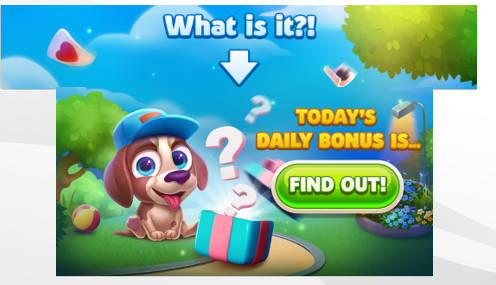 What is it?!
?
?
?
TODAY'S
DAILY BONUS IS...
FIND OUT!